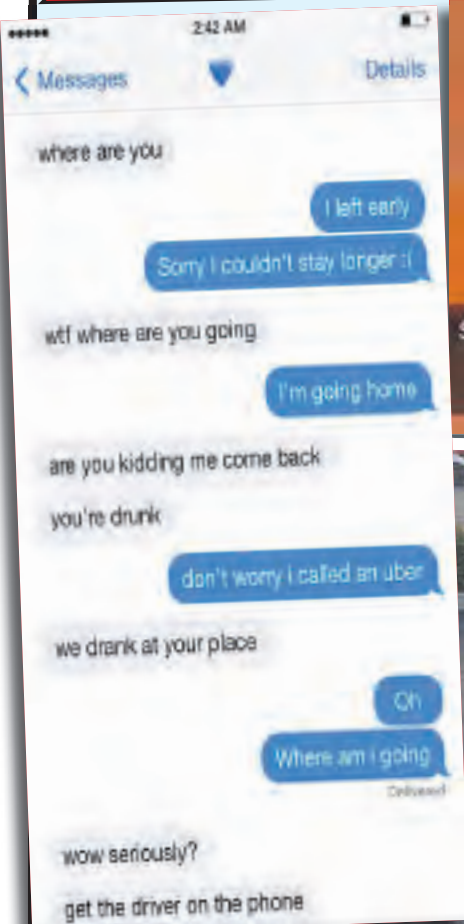 2:42 AM
Messages
Details
where are you
I left early
Sorry I couldn't stay longer :(
wtf where are you going
I'm going home
are you kidding me come back
you're drunk
don't worry i called an uber
we drank at your place
Oh
Where am i going
Delivered
wow seriously?
get the driver on the phone